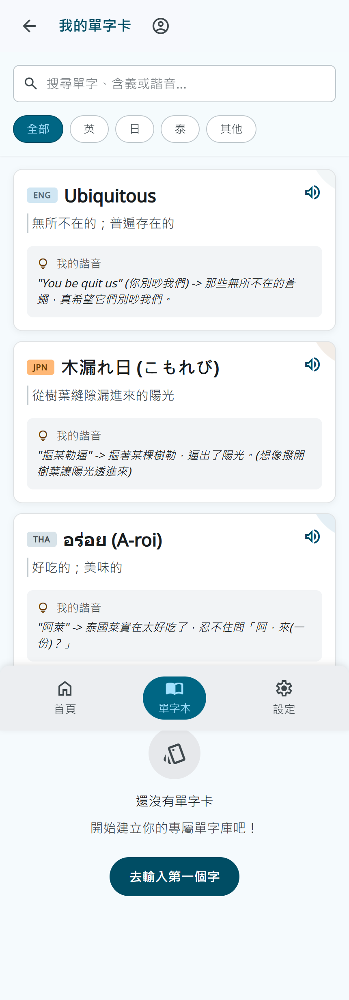 我的單字卡
搜尋單字、含義或諧音...
全部 英 日 泰 其他
ENG Ubiquitous
無所不在的；普遍存在的
我的諧音
"You be quit us" (你別吵我們) -> 那些無所不在的蒼
蠅，真希望它們別吵我們。
JPN 木漏れ日 (こもれび)
從樹葉縫隙漏進來的陽光
我的諧音
"摳某勒逼" -> 摳著某棵樹勒，逼出了陽光。(想像撥開
樹葉讓陽光透進來)
THA อร่อย (A-roi)
好吃的；美味的
我的諧音
"阿萊" -> 泰國菜實在太好吃了，忍不住問「阿，來(一
份)？」
首頁 單字本 設定
還沒有單字卡
開始建立你的專屬單字庫吧！
去輸入第一個字